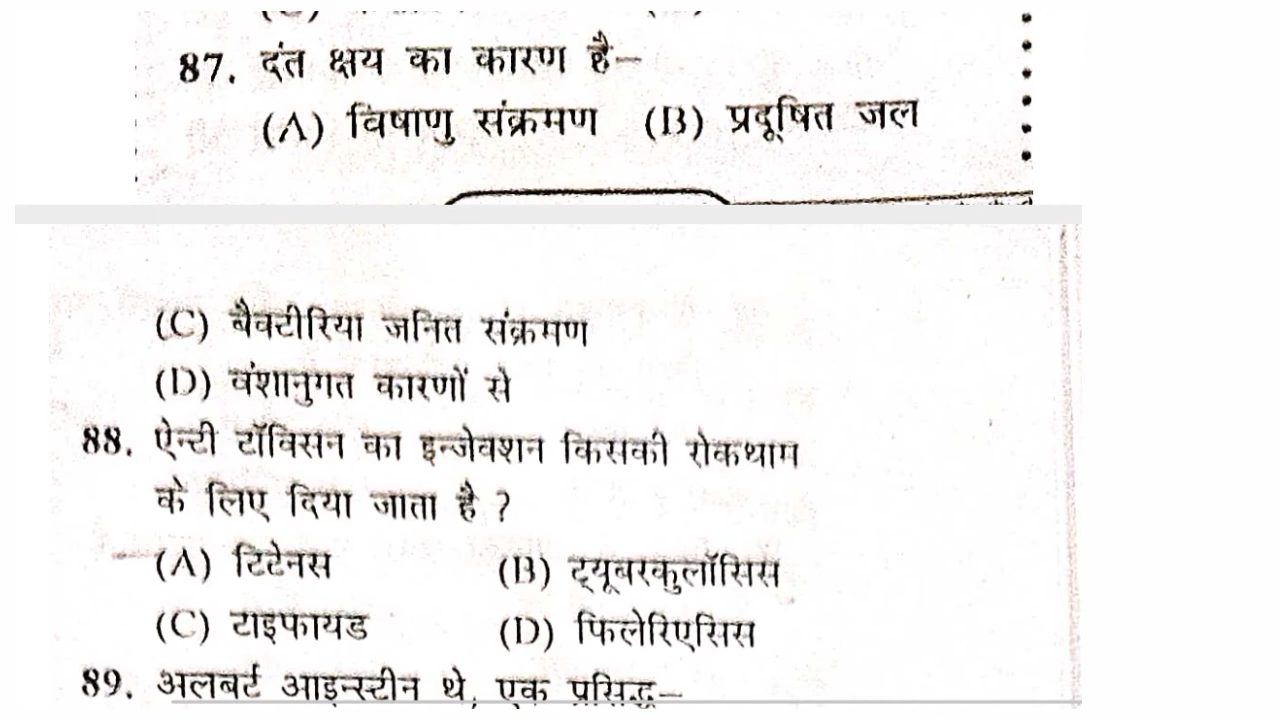 87. दंत क्षय का कारण है–
(A) विषाणु संक्रमण (B) प्रदूषित जल
(C) बैक्टीरिया जनित संक्रमण
(D) वंशानुगत कारणों से
88. ऐन्टी टॉक्सिन का इन्जेक्शन किसकी रोकथाम
के लिए दिया जाता है ?
(A) टिटेनस (B) ट्यूबरकुलॉसिस
(C) टाइफायड (D) फिलेरिएसिस
89. अलबर्ट आइन्स्टीन थे, एक प्रसिद्ध–